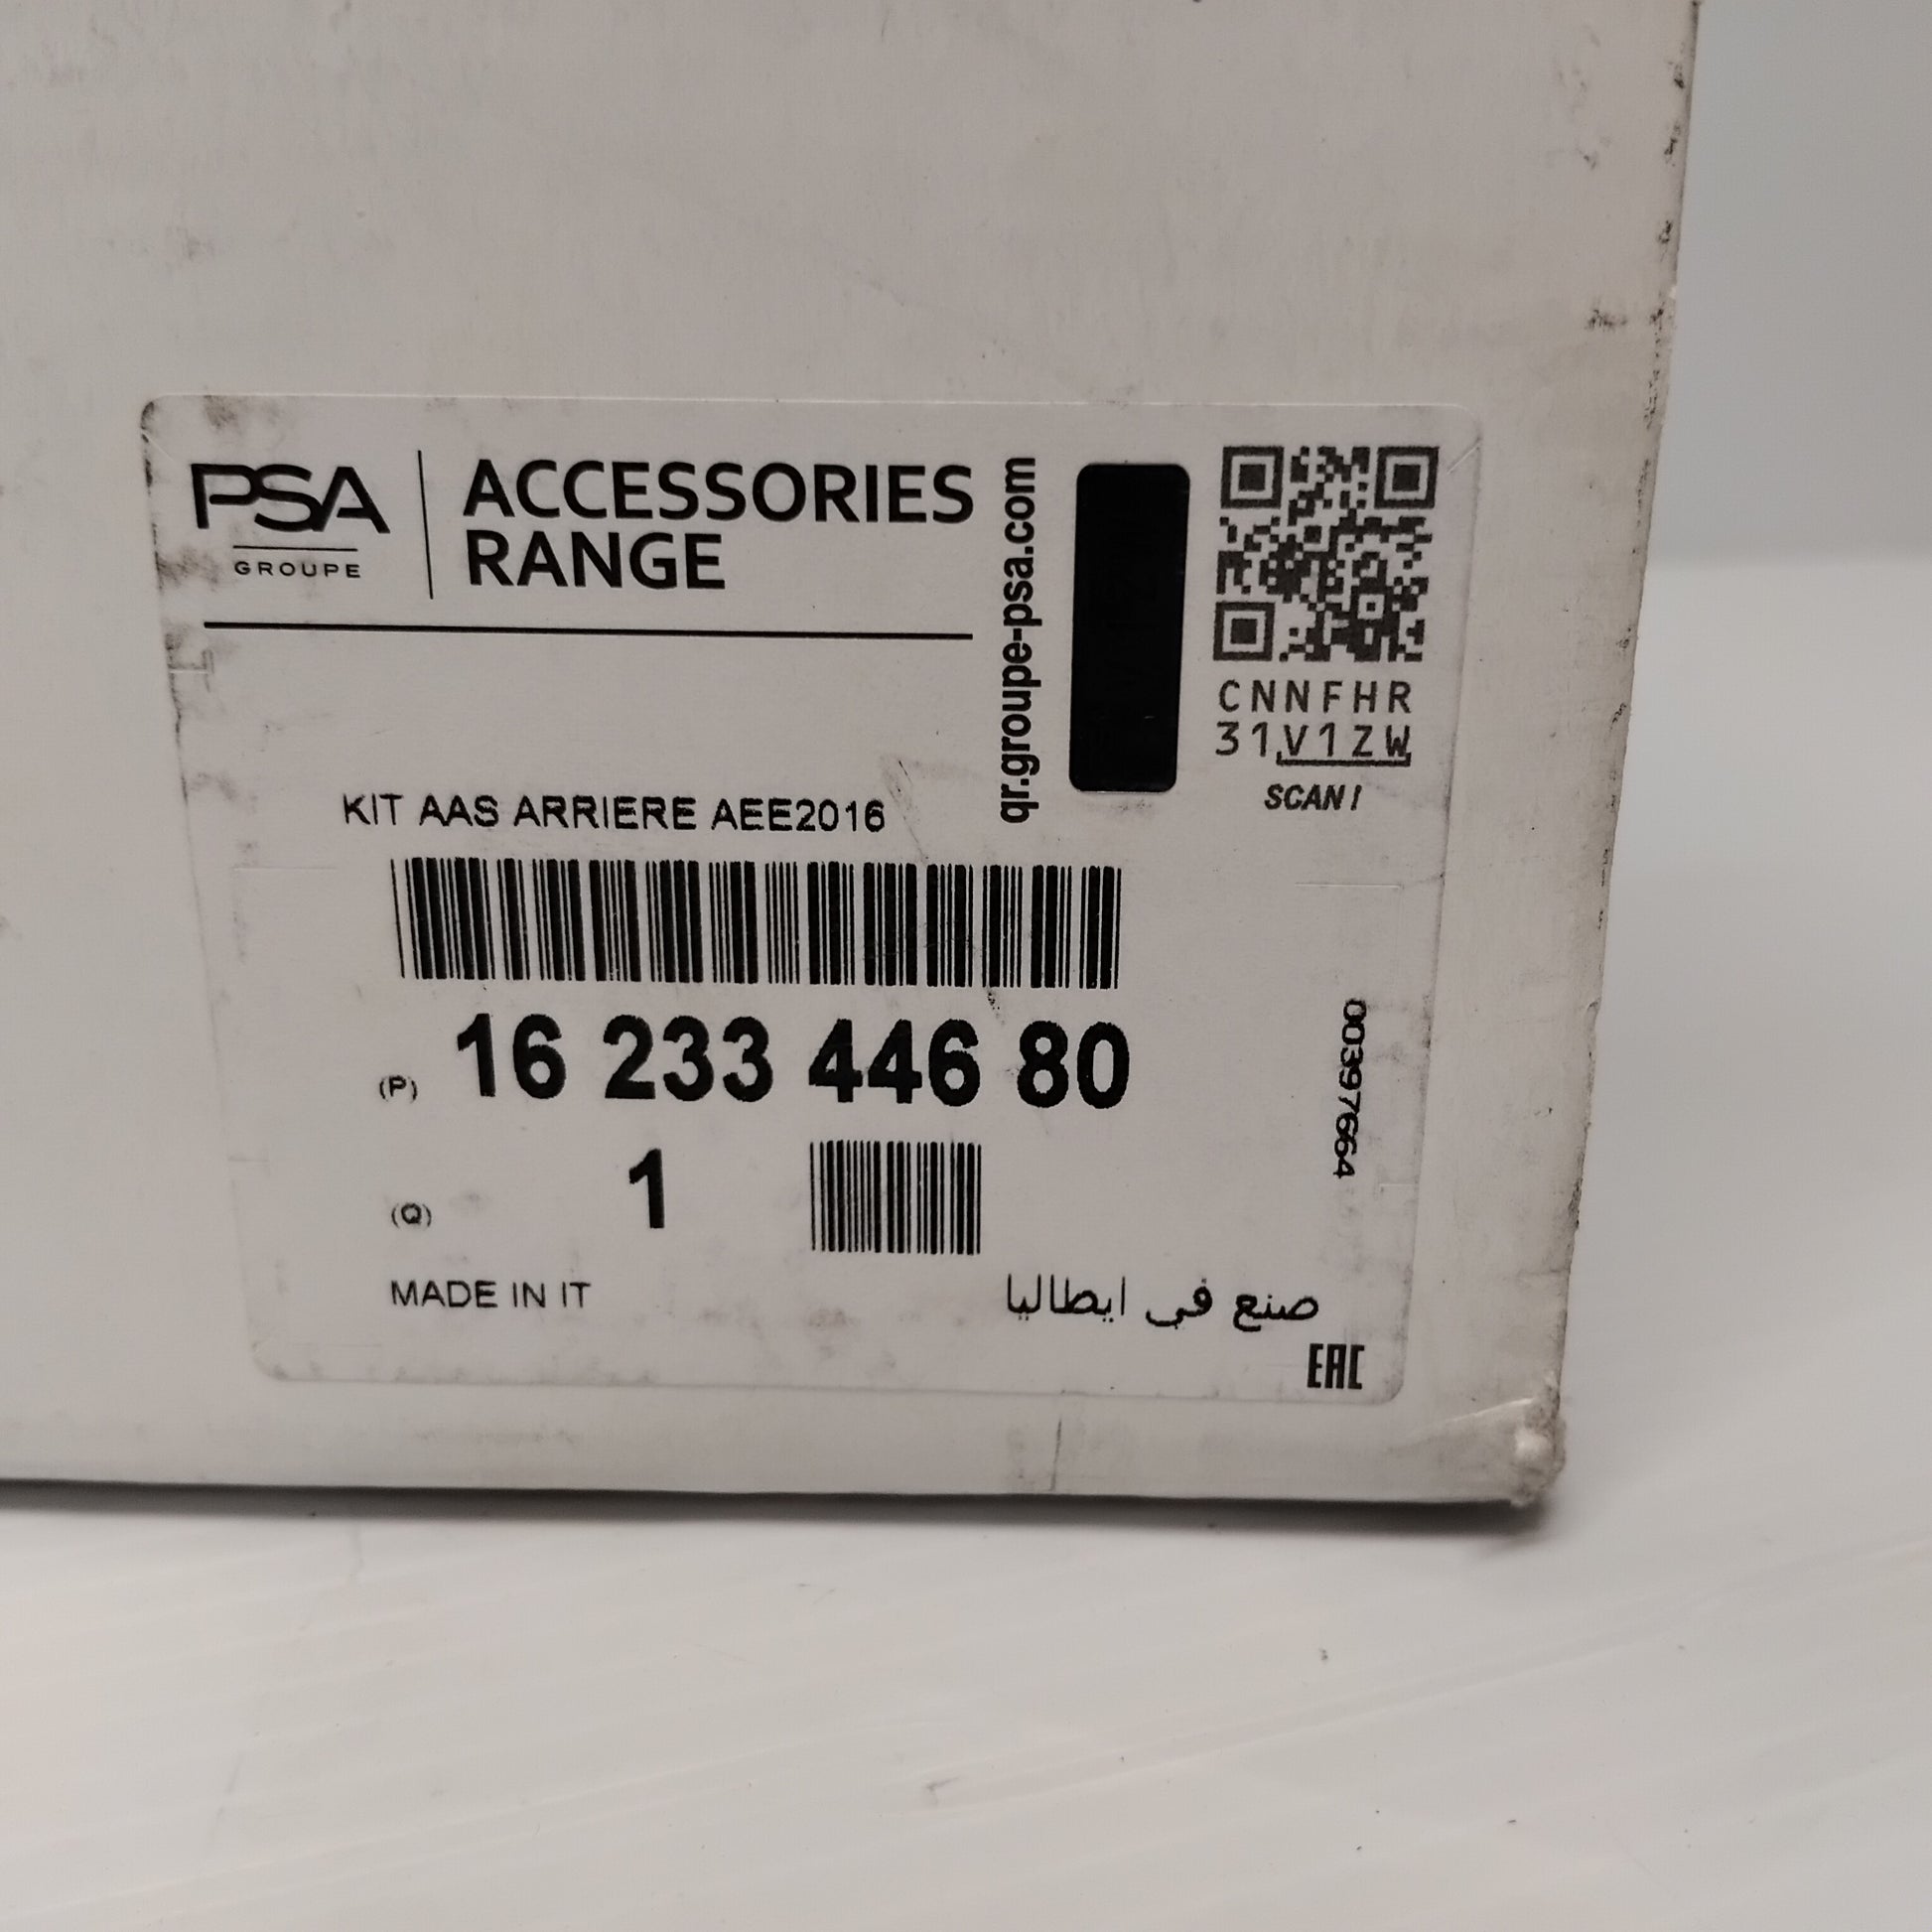 PSA
GROUPE
ACCESSORIES
RANGE
qr.groupe-psa.com
CNNFHR
31V1ZW
SCAN!
KIT AAS ARRIERE AEE2016
(P) 16 233 446 80
(Q) 1
00397664
MADE IN IT
صنع في ايطاليا
EAC